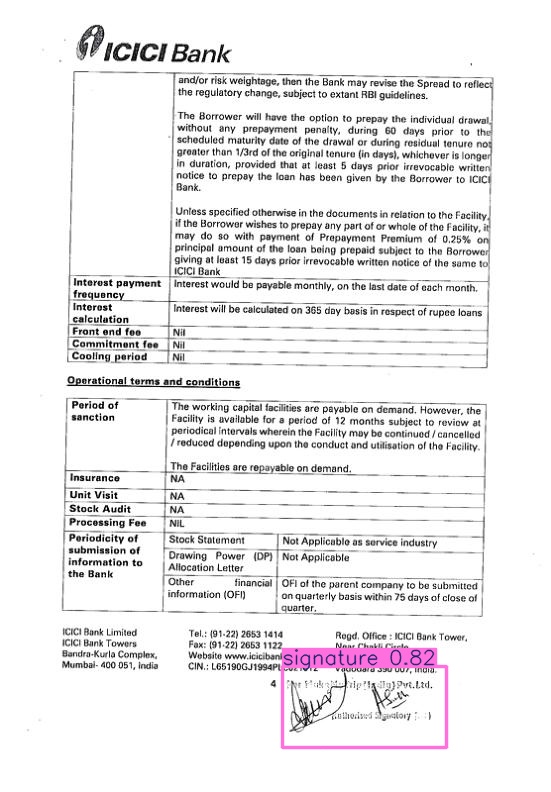 ICICI Bank
and/or risk weightage, then the Bank may revise the Spread to reflect
the regulatory change, subject to extant RBI guidelines.
The Borrower will have the option to prepay the individual drawal,
without any prepayment penalty, during 60 days prior to the
scheduled maturity date of the drawal or during residual tenure not
greater than 1/3rd of the original tenure (in days), whichever is longer
in duration, provided that at least 5 days prior irrevocable written
notice to prepay the loan has been given by the Borrower to ICICI
Bank.
Unless specified otherwise in the documents in relation to the Facility,
if the Borrower wishes to prepay any part of or whole of the Facility, it
may do so with payment of Prepayment Premium of 0.25% on
principal amount of the loan being prepaid subject to the Borrower
giving at least 15 days prior irrevocable written notice of the same to
ICICI Bank
Interest payment frequency Interest would be payable monthly, on the last date of each month.
Interest calculation Interest will be calculated on 365 day basis in respect of rupee loans
Front end fee Nil
Commitment fee Nil
Cooling period Nil
Operational terms and conditions
Period of sanction The working capital facilities are payable on demand. However, the
Facility is available for a period of 12 months subject to review at
periodical intervals wherein the Facility may be continued / cancelled
/ reduced depending upon the conduct and utilisation of the Facility.
The Facilities are repayable on demand.
Insurance NA
Unit Visit NA
Stock Audit NA
Processing Fee NIL
Periodicity of submission of information to the Bank
Stock Statement Not Applicable as service industry
Drawing Power (DP) Allocation Letter Not Applicable
Other financial information (OFI) OFI of the parent company to be submitted
on quarterly basis within 75 days of close of
quarter.
ICICI Bank Limited Tel.: (91-22) 2653 1414 Regd. Office : ICICI Bank Tower,
ICICI Bank Towers Fax: (91-22) 2653 1122 Near Chakli Circle
Bandra-Kurla Complex, Website www.icicibank
Mumbai- 400 051, India CIN.: L65190GJ1994PL Vadodara 390 007, India.
signature 0.82
4
Pvt.Ltd.
Authorised Signatory